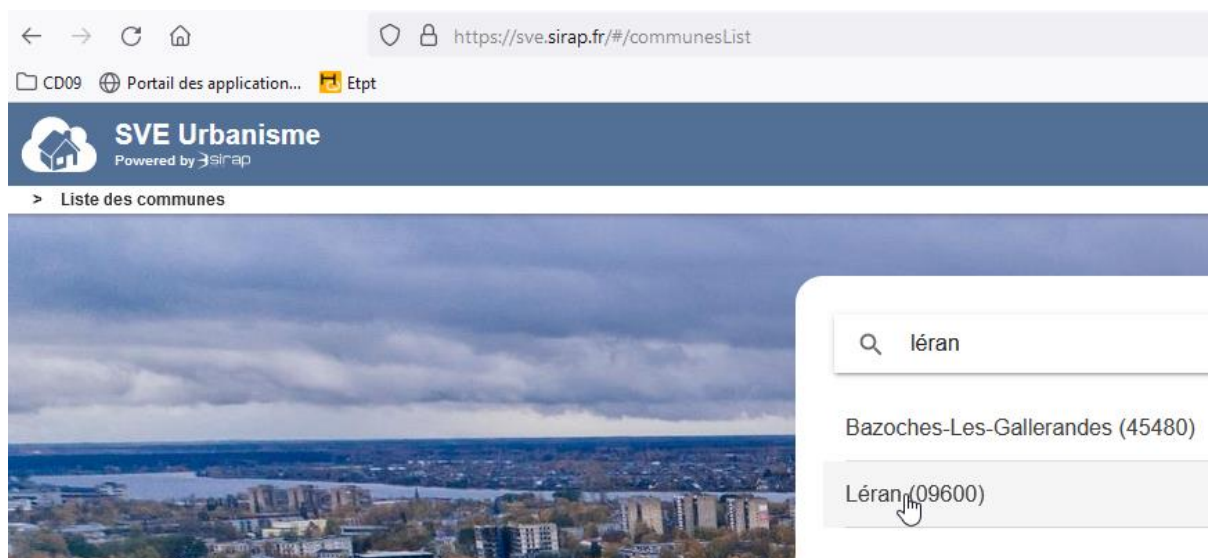 https://sve.sirap.fr/#/communesList
CD09 Portail des application... Etpt
SVE Urbanisme
Powered by sirap
> Liste des communes
léran
Bazoches-Les-Gallerandes (45480)
Léran (09600)